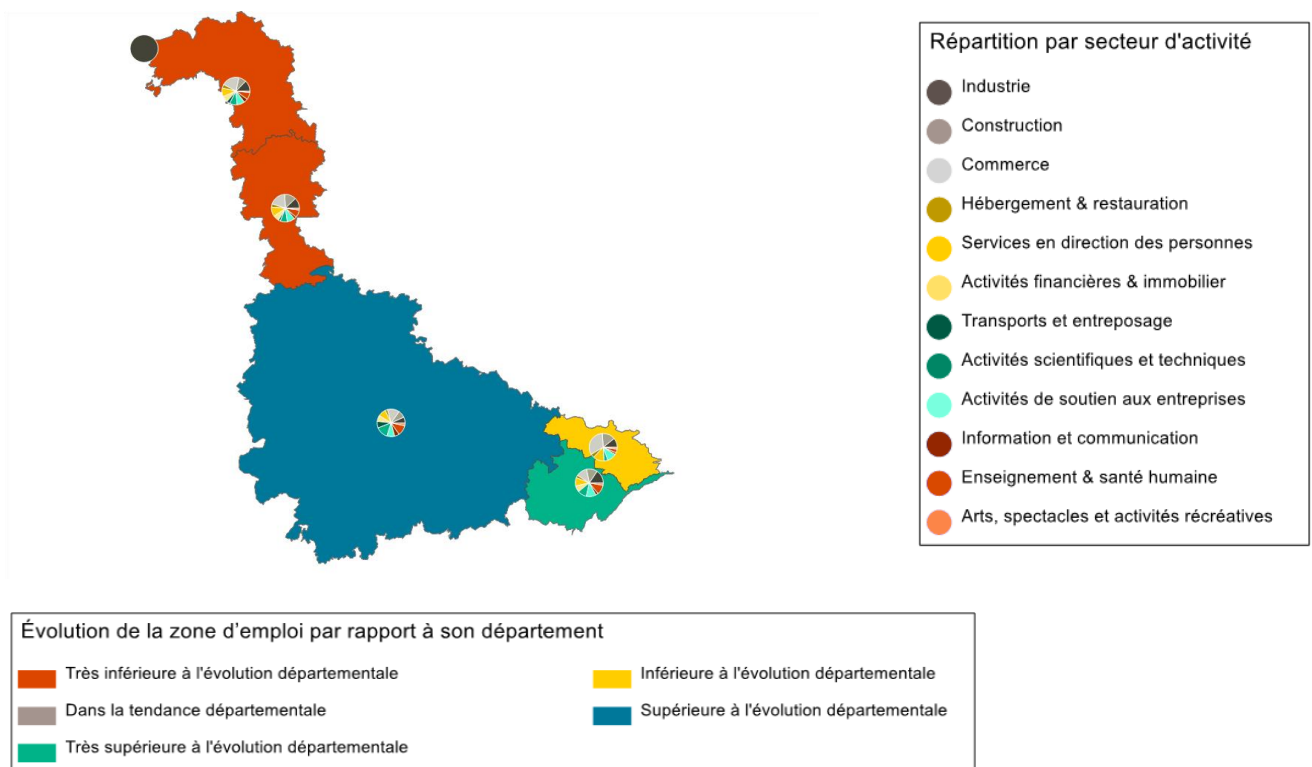 Répartition par secteur d'activité
Industrie
Construction
Commerce
Hébergement & restauration
Services en direction des personnes
Activités financières & immobilier
Transports et entreposage
Activités scientifiques et techniques
Activités de soutien aux entreprises
Information et communication
Enseignement & santé humaine
Arts, spectacles et activités récréatives
Évolution de la zone d’emploi par rapport à son département
Très inférieure à l'évolution départementale
Inférieure à l'évolution départementale
Dans la tendance départementale
Supérieure à l'évolution départementale
Très supérieure à l'évolution départementale